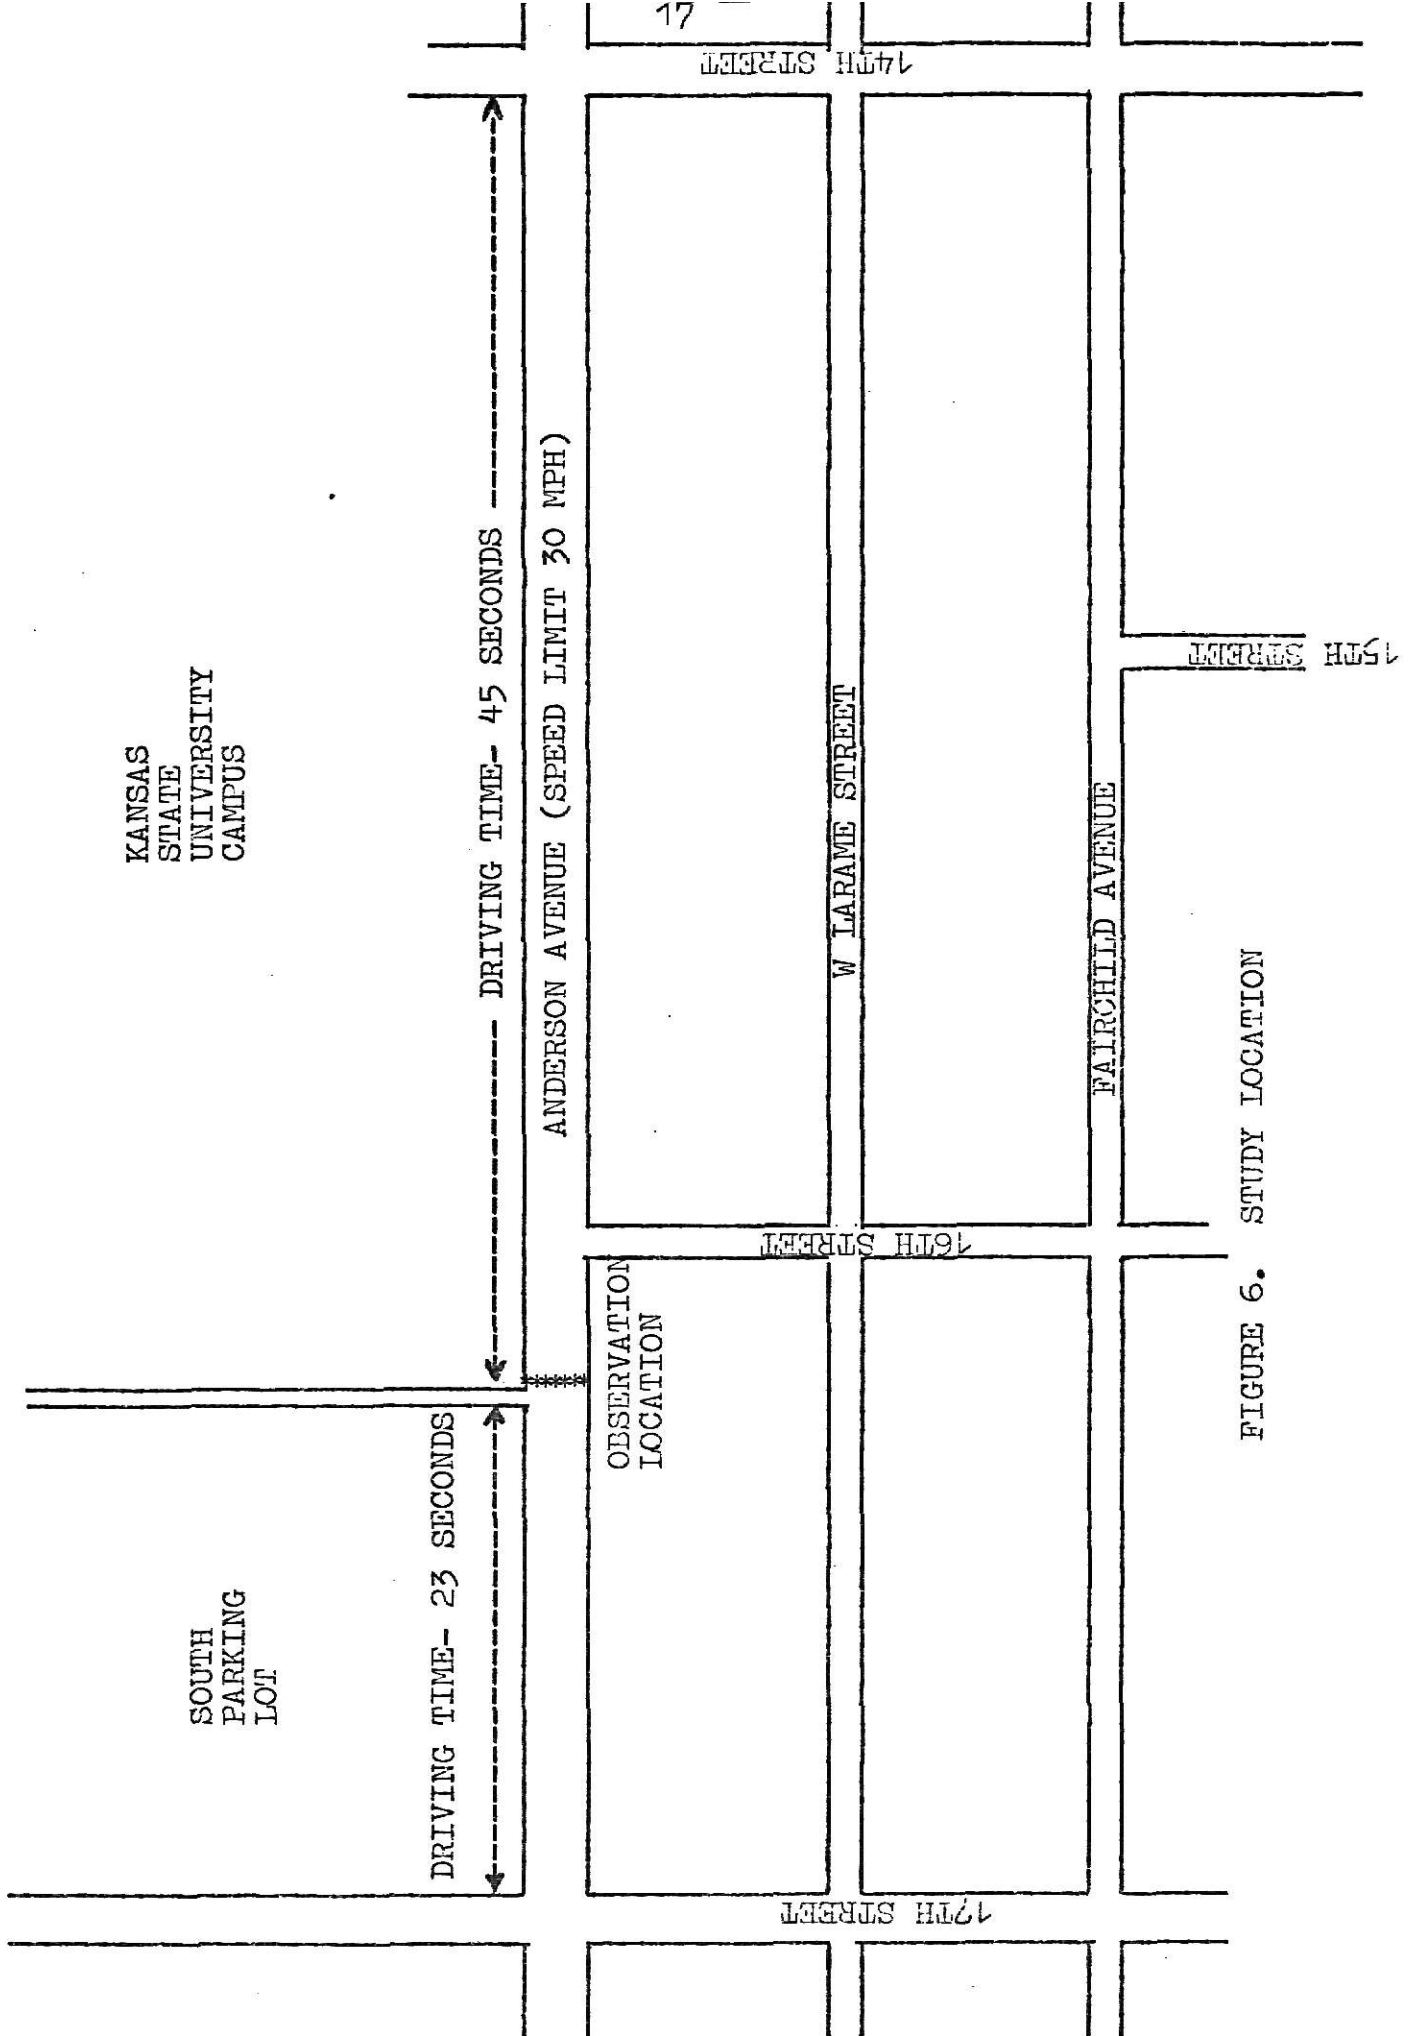 17
KANSAS
STATE
UNIVERSITY
CAMPUS
SOUTH
PARKING
LOT
DRIVING TIME- 23 SECONDS
DRIVING TIME- 45 SECONDS
ANDERSON AVENUE (SPEED LIMIT 30 MPH)
OBSERVATION
LOCATION
17TH STREET
16TH STREET
15TH STREET
14TH STREET
W LARAME STREET
FAIRCHILD AVENUE
FIGURE 6. STUDY LOCATION